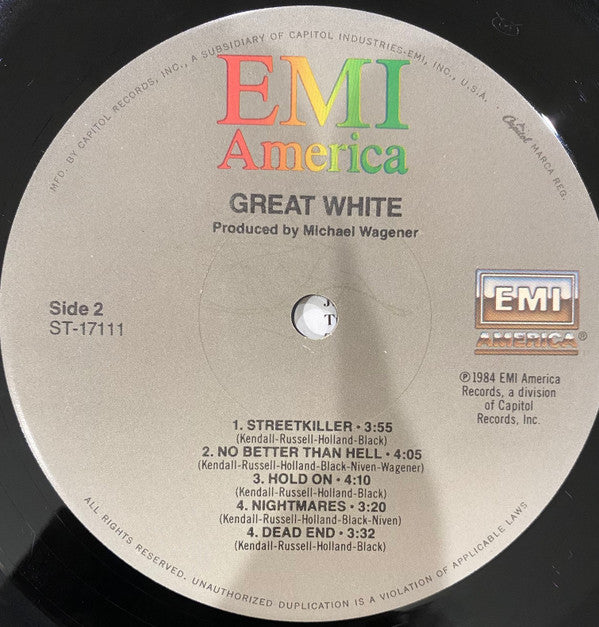 MFD. BY CAPITOL RECORDS, INC., A SUBSIDIARY OF CAPITOL INDUSTRIES-EMI, INC., U.S.A. · Capitol MARCA REG.
EMI
America
GREAT WHITE
Produced by Michael Wagener
Side 2
ST-17111
EMI
AMERICA®
℗1984 EMI America
Records, a division
of Capitol
Records, Inc.
1. STREETKILLER · 3:55
(Kendall-Russell-Holland-Black)
2. NO BETTER THAN HELL · 4:05
(Kendall-Russell-Holland-Black-Niven-Wagener)
3. HOLD ON · 4:10
(Kendall-Russell-Holland-Black)
4. NIGHTMARES · 3:20
(Kendall-Russell-Holland-Black-Niven)
4. DEAD END · 3:32
(Kendall-Russell-Holland-Black)
ALL RIGHTS RESERVED. UNAUTHORIZED DUPLICATION IS A VIOLATION OF APPLICABLE LAWS